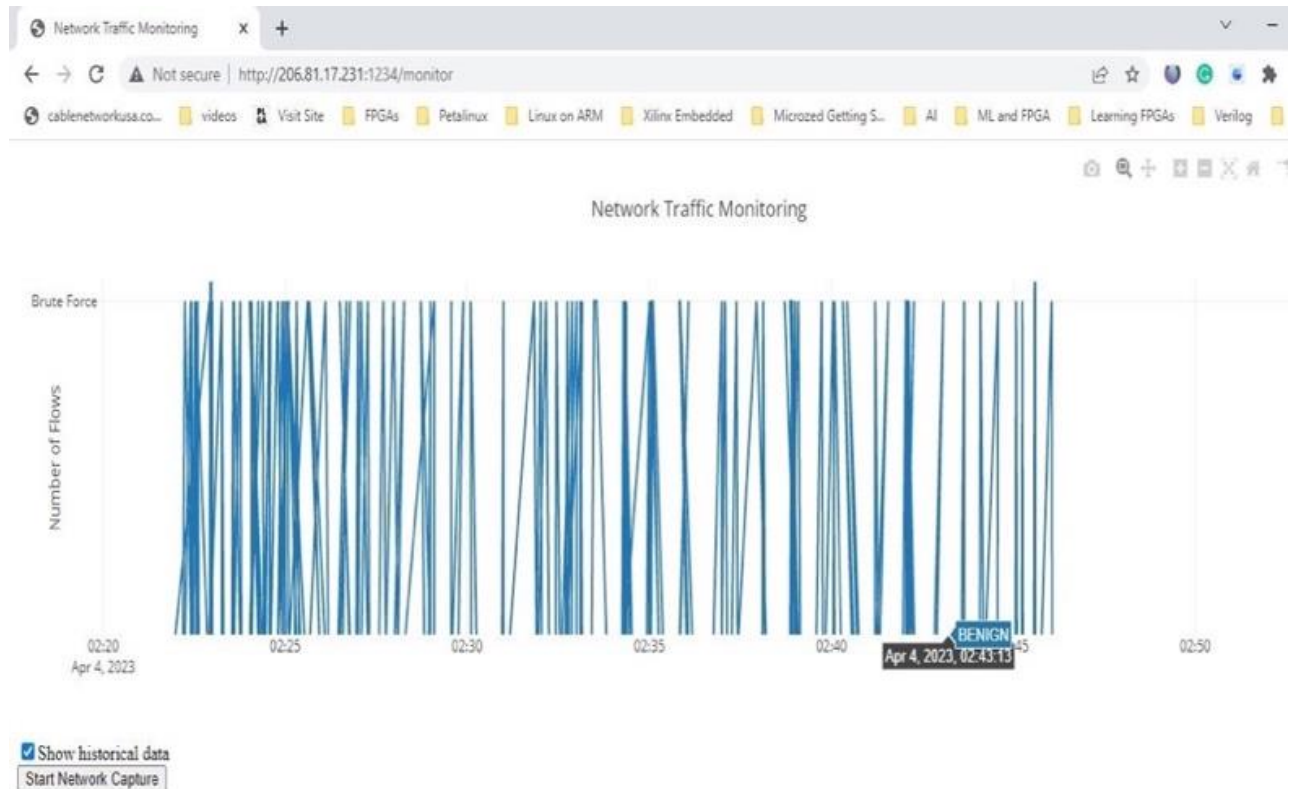 Network Traffic Monitoring x +
Not secure | http://206.81.17.231:1234/monitor
cablenetworkusa.co... videos Visit Site FPGAs Petalinux Linux on ARM Xilinx Embedded Microzed Getting S... AI ML and FPGA Learning FPGAs Verilog
Network Traffic Monitoring
Brute Force
Number of Flows
BENIGN
02:20 02:25 02:30 02:35 02:40 45 02:50
Apr 4, 2023
Apr 4, 2023, 02:43:13
Show historical data
Start Network Capture